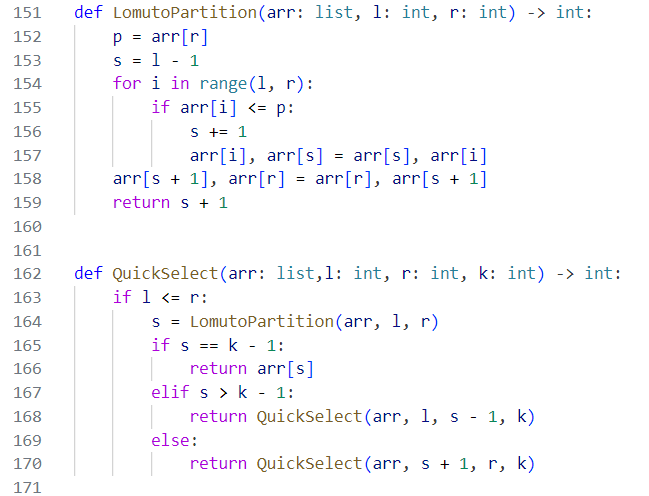 151 def LomutoPartition(arr: list, l: int, r: int) -> int:
152     p = arr[r]
153     s = l - 1
154     for i in range(l, r):
155         if arr[i] <= p:
156             s += 1
157             arr[i], arr[s] = arr[s], arr[i]
158     arr[s + 1], arr[r] = arr[r], arr[s + 1]
159     return s + 1
160
161
162 def QuickSelect(arr: list,l: int, r: int, k: int) -> int:
163     if l <= r:
164         s = LomutoPartition(arr, l, r)
165         if s == k - 1:
166             return arr[s]
167         elif s > k - 1:
168             return QuickSelect(arr, l, s - 1, k)
169         else:
170             return QuickSelect(arr, s + 1, r, k)
171